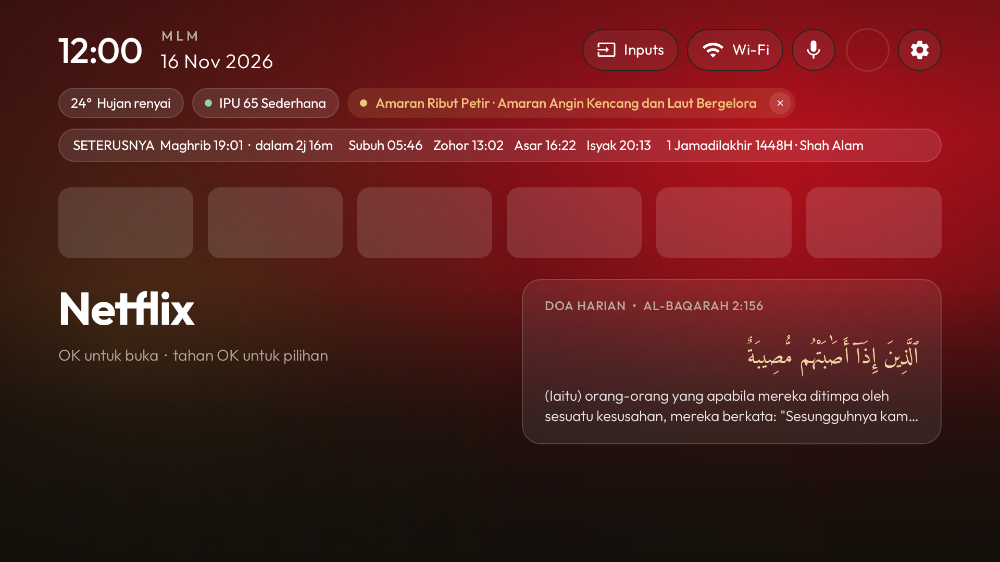 12:00
MLM
16 Nov 2026
Inputs
Wi-Fi
24° Hujan renyai
IPU 65 Sederhana
Amaran Ribut Petir · Amaran Angin Kencang dan Laut Bergelora
SETERUSNYA Maghrib 19:01 · dalam 2j 16m Subuh 05:46 Zohor 13:02 Asar 16:22 Isyak 20:13 1 Jamadilakhir 1448H · Shah Alam
Netflix
OK untuk buka · tahan OK untuk pilihan
DOA HARIAN • AL-BAQARAH 2:156
ٱلَّذِينَ إِذَآ أَصَٰبَتْهُم مُّصِيبَةٌ
(Iaitu) orang-orang yang apabila mereka ditimpa oleh
sesuatu kesusahan, mereka berkata: "Sesungguhnya kam…